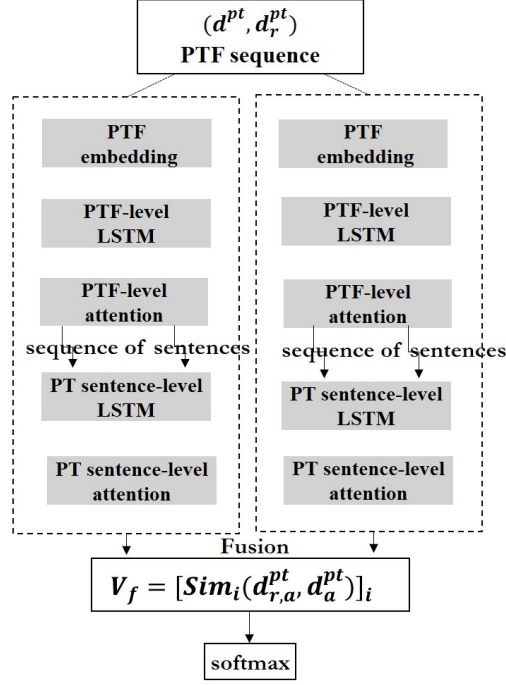 (d^{pt}, d_r^{pt})
PTF sequence
PTF
embedding
PTF-level
LSTM
PTF-level
attention
sequence of sentences
PT sentence-level
LSTM
PT sentence-level
attention
PTF
embedding
PTF-level
LSTM
PTF-level
attention
sequence of sentences
PT sentence-level
LSTM
PT sentence-level
attention
Fusion
V_f = [Sim_i(d_{r,a}^{pt}, d_a^{pt})]_i
softmax